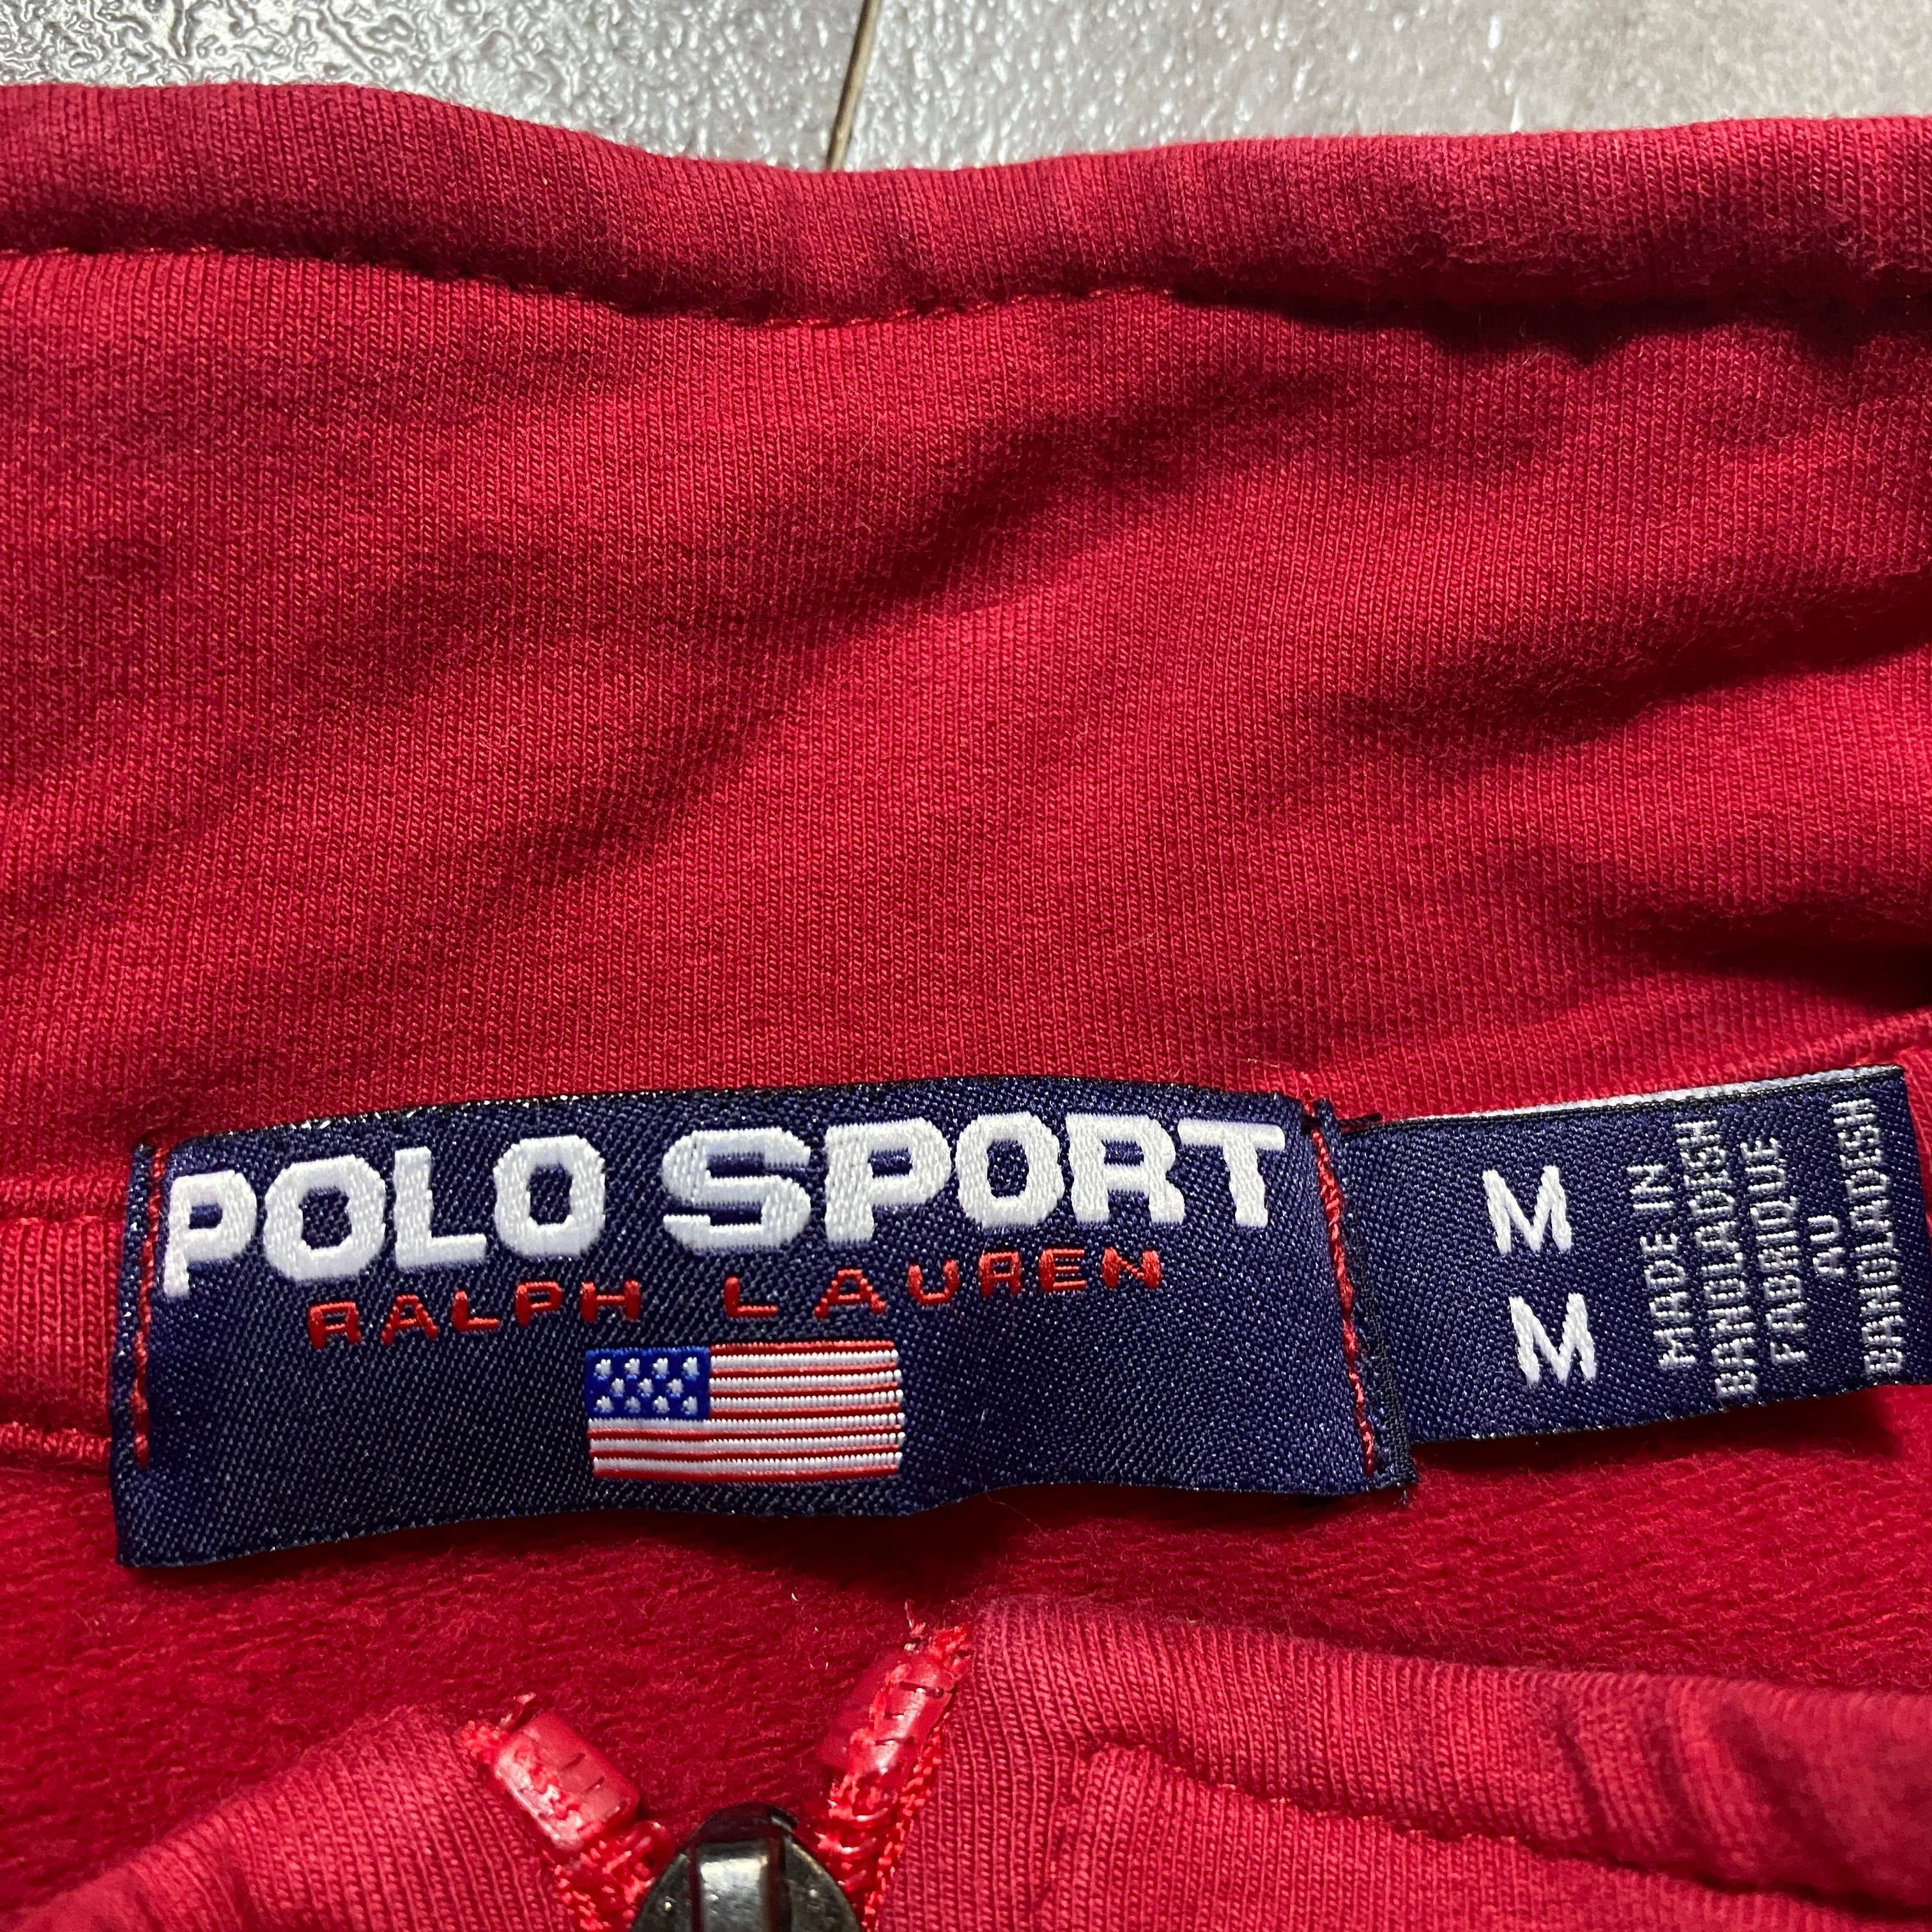 POLO SPORT
RALPH LAUREN
M
M
MADE IN
BANGLADESH
FABRIQUE
AU
BANGLADESH